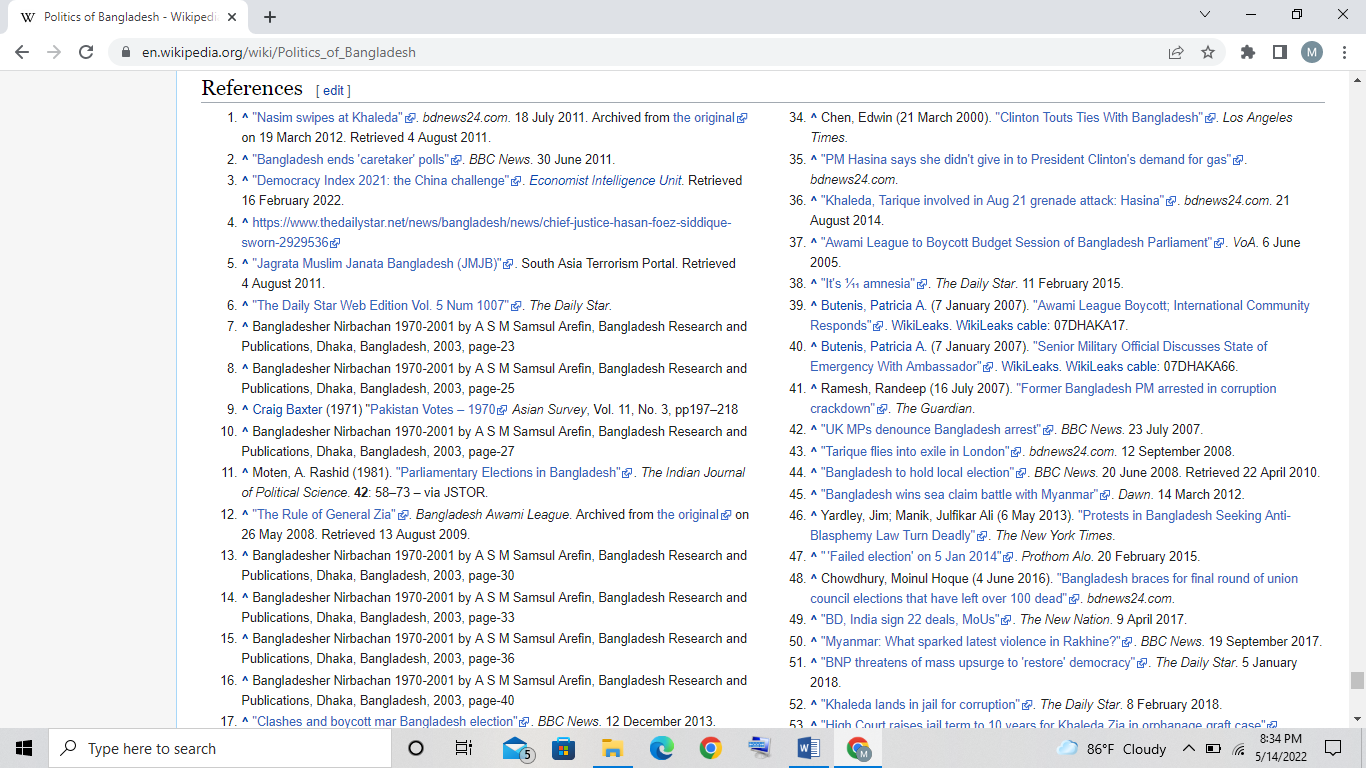 Politics of Bangladesh - Wikipedi
en.wikipedia.org/wiki/Politics_of_Bangladesh
M
References [ edit ]
1. ^ "Nasim swipes at Khaleda". bdnews24.com. 18 July 2011. Archived from the original
on 19 March 2012. Retrieved 4 August 2011.
2. ^ "Bangladesh ends 'caretaker' polls". BBC News. 30 June 2011.
3. ^ "Democracy Index 2021: the China challenge". Economist Intelligence Unit. Retrieved
16 February 2022.
4. ^ https://www.thedailystar.net/news/bangladesh/news/chief-justice-hasan-foez-siddique-
sworn-2929536
5. ^ "Jagrata Muslim Janata Bangladesh (JMJB)". South Asia Terrorism Portal. Retrieved
4 August 2011.
6. ^ "The Daily Star Web Edition Vol. 5 Num 1007". The Daily Star.
7. ^ Bangladesher Nirbachan 1970-2001 by A S M Samsul Arefin, Bangladesh Research and
Publications, Dhaka, Bangladesh, 2003, page-23
8. ^ Bangladesher Nirbachan 1970-2001 by A S M Samsul Arefin, Bangladesh Research and
Publications, Dhaka, Bangladesh, 2003, page-25
9. ^ Craig Baxter (1971) "Pakistan Votes – 1970 Asian Survey, Vol. 11, No. 3, pp197–218
10. ^ Bangladesher Nirbachan 1970-2001 by A S M Samsul Arefin, Bangladesh Research and
Publications, Dhaka, Bangladesh, 2003, page-27
11. ^ Moten, A. Rashid (1981). "Parliamentary Elections in Bangladesh". The Indian Journal
of Political Science. 42: 58–73 – via JSTOR.
12. ^ "The Rule of General Zia". Bangladesh Awami League. Archived from the original on
26 May 2008. Retrieved 13 August 2009.
13. ^ Bangladesher Nirbachan 1970-2001 by A S M Samsul Arefin, Bangladesh Research and
Publications, Dhaka, Bangladesh, 2003, page-30
14. ^ Bangladesher Nirbachan 1970-2001 by A S M Samsul Arefin, Bangladesh Research and
Publications, Dhaka, Bangladesh, 2003, page-33
15. ^ Bangladesher Nirbachan 1970-2001 by A S M Samsul Arefin, Bangladesh Research and
Publications, Dhaka, Bangladesh, 2003, page-36
16. ^ Bangladesher Nirbachan 1970-2001 by A S M Samsul Arefin, Bangladesh Research and
Publications, Dhaka, Bangladesh, 2003, page-40
17. ^ "Clashes and boycott mar Bangladesh election". BBC News. 12 December 2013.
34. ^ Chen, Edwin (21 March 2000). "Clinton Touts Ties With Bangladesh". Los Angeles
Times.
35. ^ "PM Hasina says she didn't give in to President Clinton's demand for gas".
bdnews24.com.
36. ^ "Khaleda, Tarique involved in Aug 21 grenade attack: Hasina". bdnews24.com. 21
August 2014.
37. ^ "Awami League to Boycott Budget Session of Bangladesh Parliament". VoA. 6 June
2005.
38. ^ "It's ¹⁄₁₁ amnesia". The Daily Star. 11 February 2015.
39. ^ Butenis, Patricia A. (7 January 2007). "Awami League Boycott; International Community
Responds". WikiLeaks. WikiLeaks cable: 07DHAKA17.
40. ^ Butenis, Patricia A. (7 January 2007). "Senior Military Official Discusses State of
Emergency With Ambassador". WikiLeaks. WikiLeaks cable: 07DHAKA66.
41. ^ Ramesh, Randeep (16 July 2007). "Former Bangladesh PM arrested in corruption
crackdown". The Guardian.
42. ^ "UK MPs denounce Bangladesh arrest". BBC News. 23 July 2007.
43. ^ "Tarique flies into exile in London". bdnews24.com. 12 September 2008.
44. ^ "Bangladesh to hold local election". BBC News. 20 June 2008. Retrieved 22 April 2010.
45. ^ "Bangladesh wins sea claim battle with Myanmar". Dawn. 14 March 2012.
46. ^ Yardley, Jim; Manik, Julfikar Ali (6 May 2013). "Protests in Bangladesh Seeking Anti-
Blasphemy Law Turn Deadly". The New York Times.
47. ^ "'Failed election' on 5 Jan 2014". Prothom Alo. 20 February 2015.
48. ^ Chowdhury, Moinul Hoque (4 June 2016). "Bangladesh braces for final round of union
council elections that have left over 100 dead". bdnews24.com.
49. ^ "BD, India sign 22 deals, MoUs". The New Nation. 9 April 2017.
50. ^ "Myanmar: What sparked latest violence in Rakhine?". BBC News. 19 September 2017.
51. ^ "BNP threatens of mass upsurge to 'restore' democracy". The Daily Star. 5 January
2018.
52. ^ "Khaleda lands in jail for corruption". The Daily Star. 8 February 2018.
53. ^ "High Court raises jail term to 10 years for Khaleda Zia in orphanage graft case"
Type here to search
5
M
86°F Cloudy
8:34 PM
5/14/2022